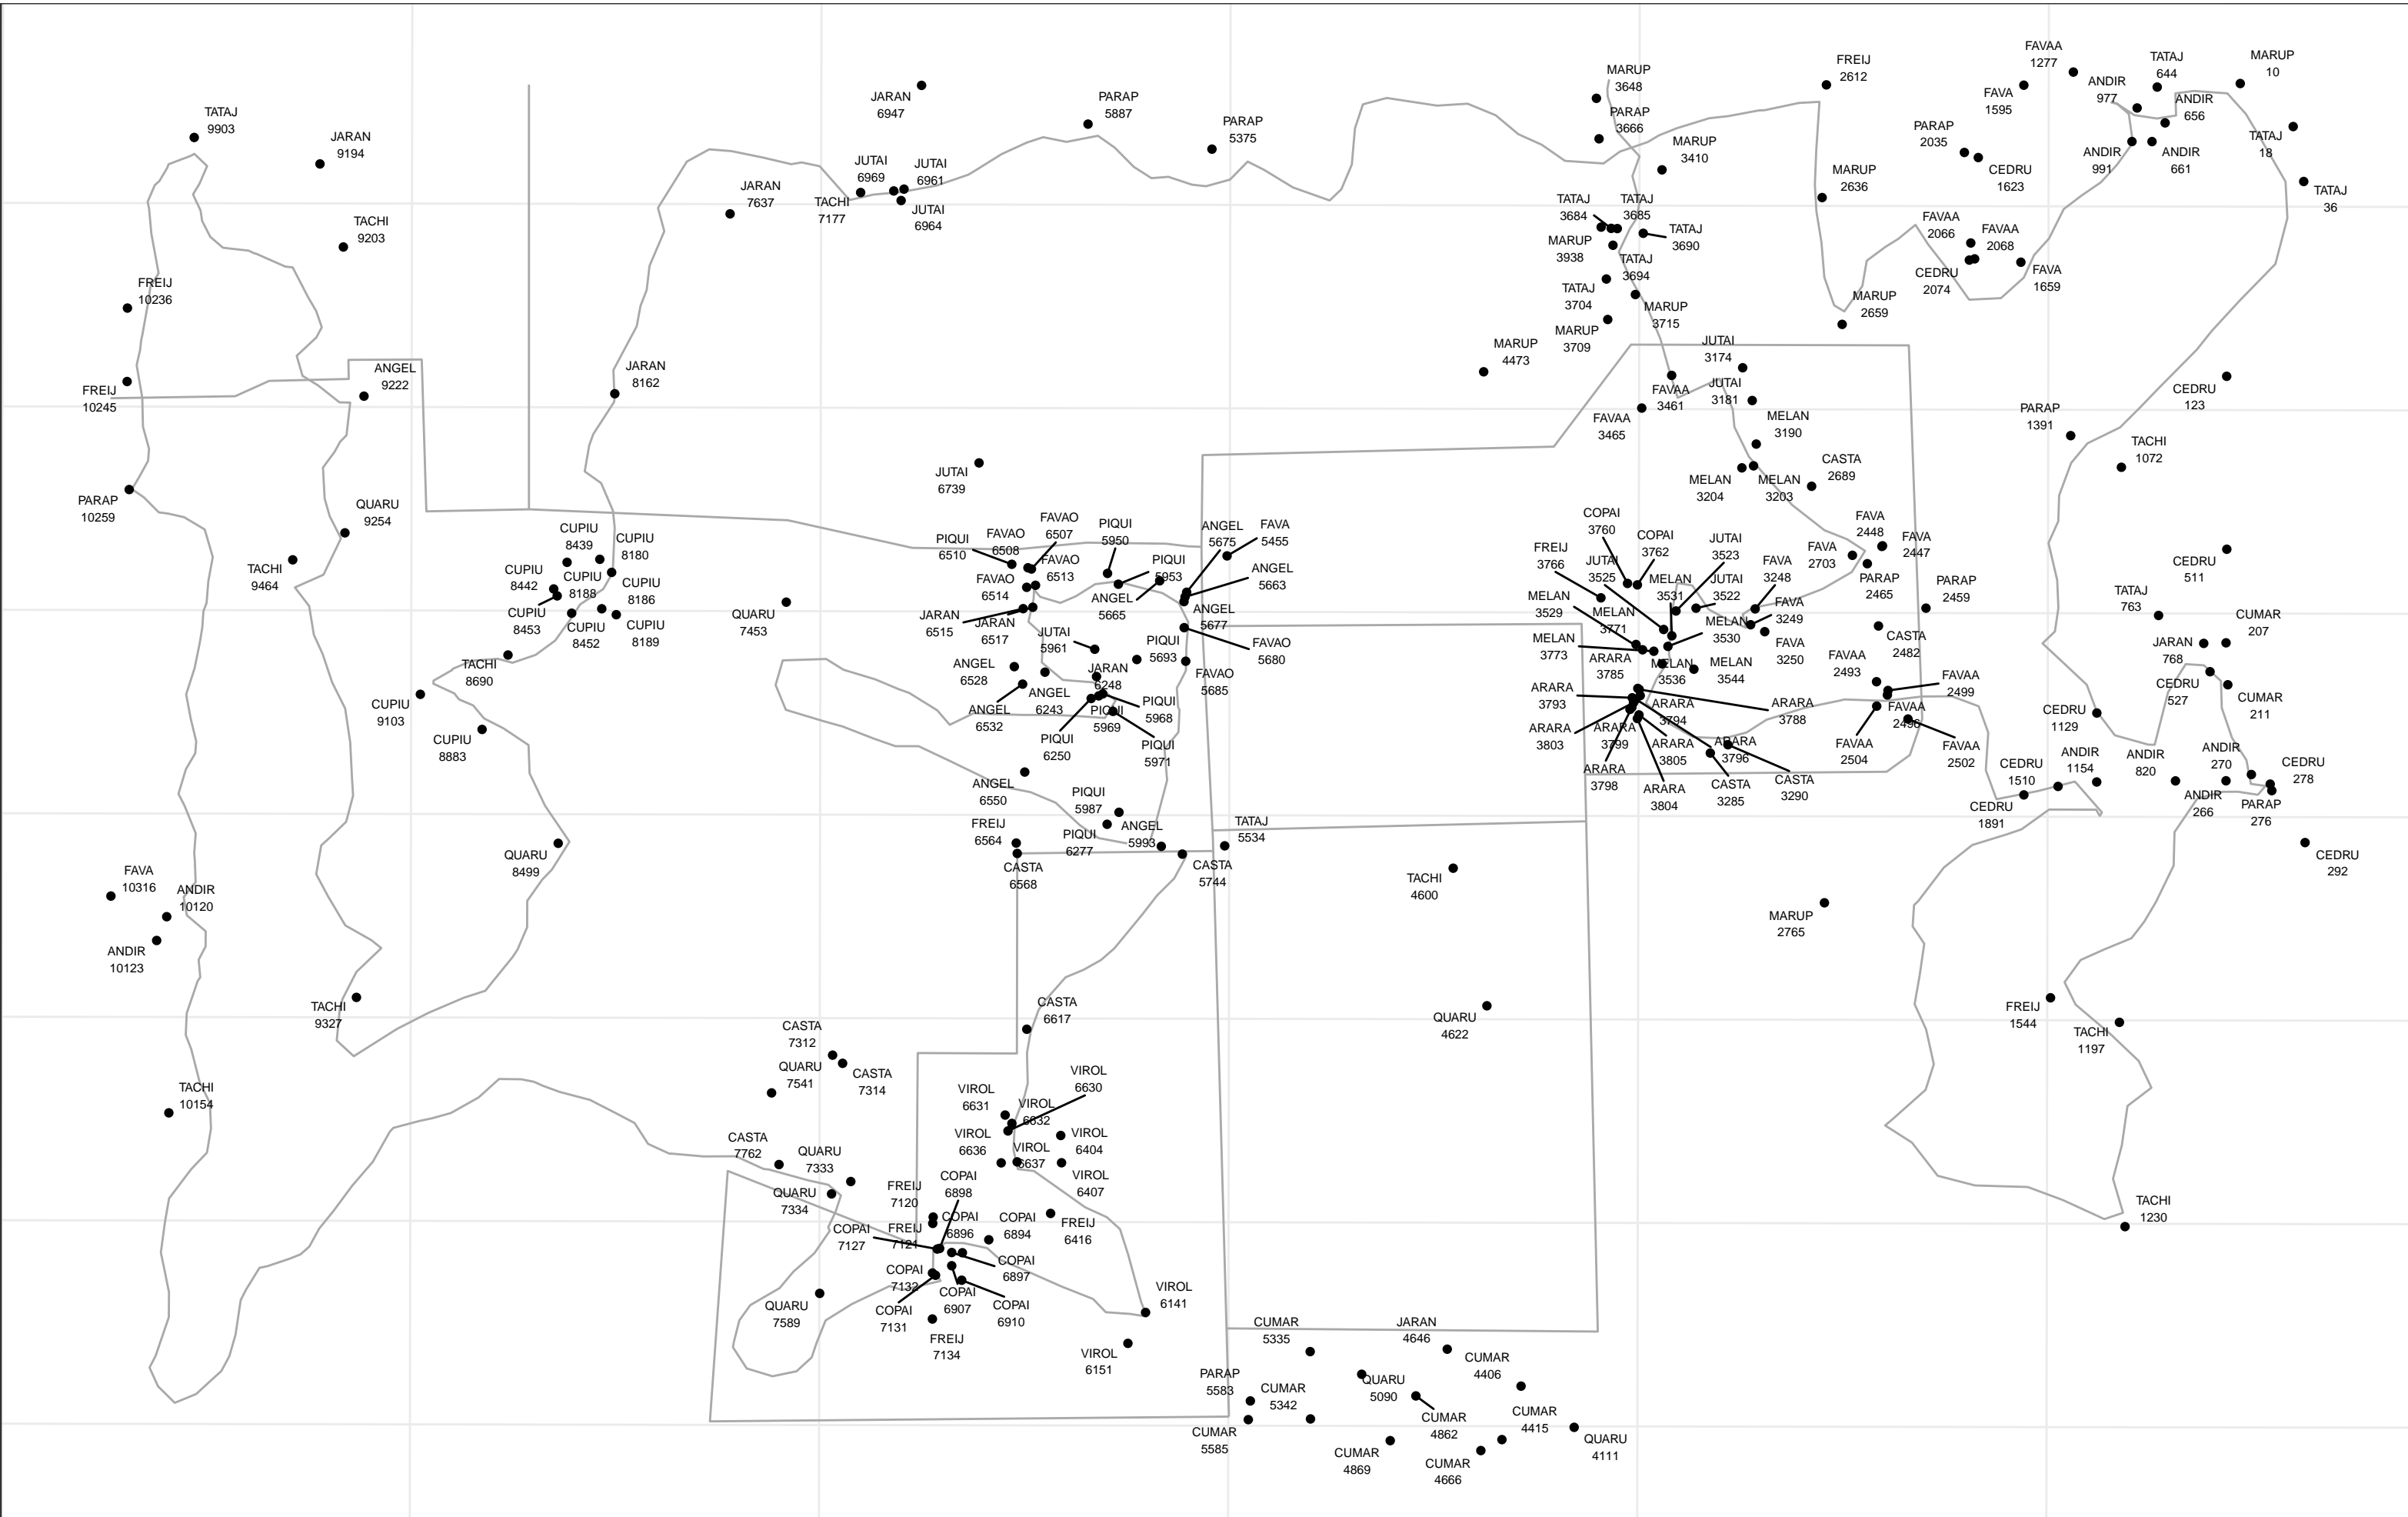 FAVAA
1277
TATAJ
644
MARUP
10
FREIJ
2612
ANDIR
977
FAVA
1595
ANDIR
656
MARUP
3648
JARAN
6947
PARAP
5887
PARAP
3666
PARAP
5375
TATAJ
9903
JARAN
9194
MARUP
3410
PARAP
2035
CEDRU
1623
ANDIR
991
ANDIR
661
TATAJ
18
JUTAI
6969
JUTAI
6961
JARAN
7637
TACHI
7177
JUTAI
6964
MARUP
2636
TATAJ
36
TATAJ
3684
TATAJ
3685
TATAJ
3690
TACHI
9203
MARUP
3938
FAVAA
2066
FAVAA
2068
TATAJ
3694
CEDRU
2074
FAVA
1659
FREIJ
10236
TATAJ
3704
MARUP
3715
MARUP
2659
MARUP
3709
MARUP
4473
JUTAI
3174
FREIJ
10245
ANGEL
9222
JARAN
8162
FAVAA
3461
JUTAI
3181
CEDRU
123
FAVAA
3465
MELAN
3190
PARAP
1391
TACHI
1072
JUTAI
6739
MELAN
3204
MELAN
3203
CASTA
2689
PARAP
10259
QUARU
9254
CUPIU
8439
CUPIU
8180
PIQUI
6510
FAVAO
6508
FAVAO
6507
PIQUI
5950
ANGEL
5675
FAVA
5455
COPAI
3760
COPAI
3762
JUTAI
3523
FAVA
2448
FAVA
2447
TACHI
9464
CUPIU
8442
CUPIU
8188
CUPIU
8186
FAVAO
6513
FAVAO
6514
PIQUI
5953
ANGEL
5663
FREIJ
3766
JUTAI
3525
MELAN
3531
JUTAI
3522
FAVA
3248
FAVA
2703
PARAP
2465
PARAP
2459
CEDRU
511
CUPIU
8453
CUPIU
8452
CUPIU
8189
QUARU
7453
JARAN
6515
JARAN
6517
ANGEL
5665
ANGEL
5677
FAVAO
5680
MELAN
3529
MELAN
3771
MELAN
3530
FAVA
3249
FAVA
3250
CASTA
2482
TATAJ
763
CUMAR
207
TACHI
8690
JUTAI
5961
PIQUI
5693
MELAN
3773
ARARA
3785
MELAN
3536
MELAN
3544
FAVAA
2493
FAVAA
2499
JARAN
768
CEDRU
527
CUMAR
211
CUPIU
9103
ANGEL
6528
ANGEL
6532
ANGEL
6243
JARAN
6248
PIQUI
5969
PIQUI
5968
FAVAO
5685
ARARA
3793
ARARA
3794
ARARA
3788
FAVAA
2496
CEDRU
1129
CUPIU
8883
PIQUI
6250
PIQUI
5971
ARARA
3803
ARARA
3799
ARARA
3805
ARARA
3796
FAVAA
2504
FAVAA
2502
ARARA
3798
ARARA
3804
CASTA
3285
CASTA
3290
CEDRU
1510
ANDIR
1154
ANDIR
820
ANDIR
270
CEDRU
278
ANGEL
6550
PIQUI
5987
CEDRU
1891
ANDIR
266
PARAP
276
FREIJ
6564
PIQUI
6277
ANGEL
5993
TATAJ
5534
CASTA
6568
CASTA
5744
QUARU
8499
TACHI
4600
CEDRU
292
FAVA
10316
ANDIR
10120
MARUP
2765
ANDIR
10123
TACHI
9327
CASTA
6617
QUARU
4622
FREIJ
1544
TACHI
1197
CASTA
7312
QUARU
7541
CASTA
7314
TACHI
10154
VIROL
6630
VIROL
6631
VIROL
6632
VIROL
6636
VIROL
6637
VIROL
6404
CASTA
7762
QUARU
7333
VIROL
6407
QUARU
7334
FREIJ
7120
COPAI
6898
TACHI
1230
COPAI
7127
FREIJ
7121
COPAI
6896
COPAI
6894
FREIJ
6416
COPAI
7132
COPAI
6897
QUARU
7589
COPAI
7131
COPAI
6907
COPAI
6910
VIROL
6141
FREIJ
7134
VIROL
6151
CUMAR
5335
JARAN
4646
CUMAR
4406
PARAP
5583
CUMAR
5342
QUARU
5090
CUMAR
4862
CUMAR
4415
CUMAR
5585
CUMAR
4869
CUMAR
4666
QUARU
4111